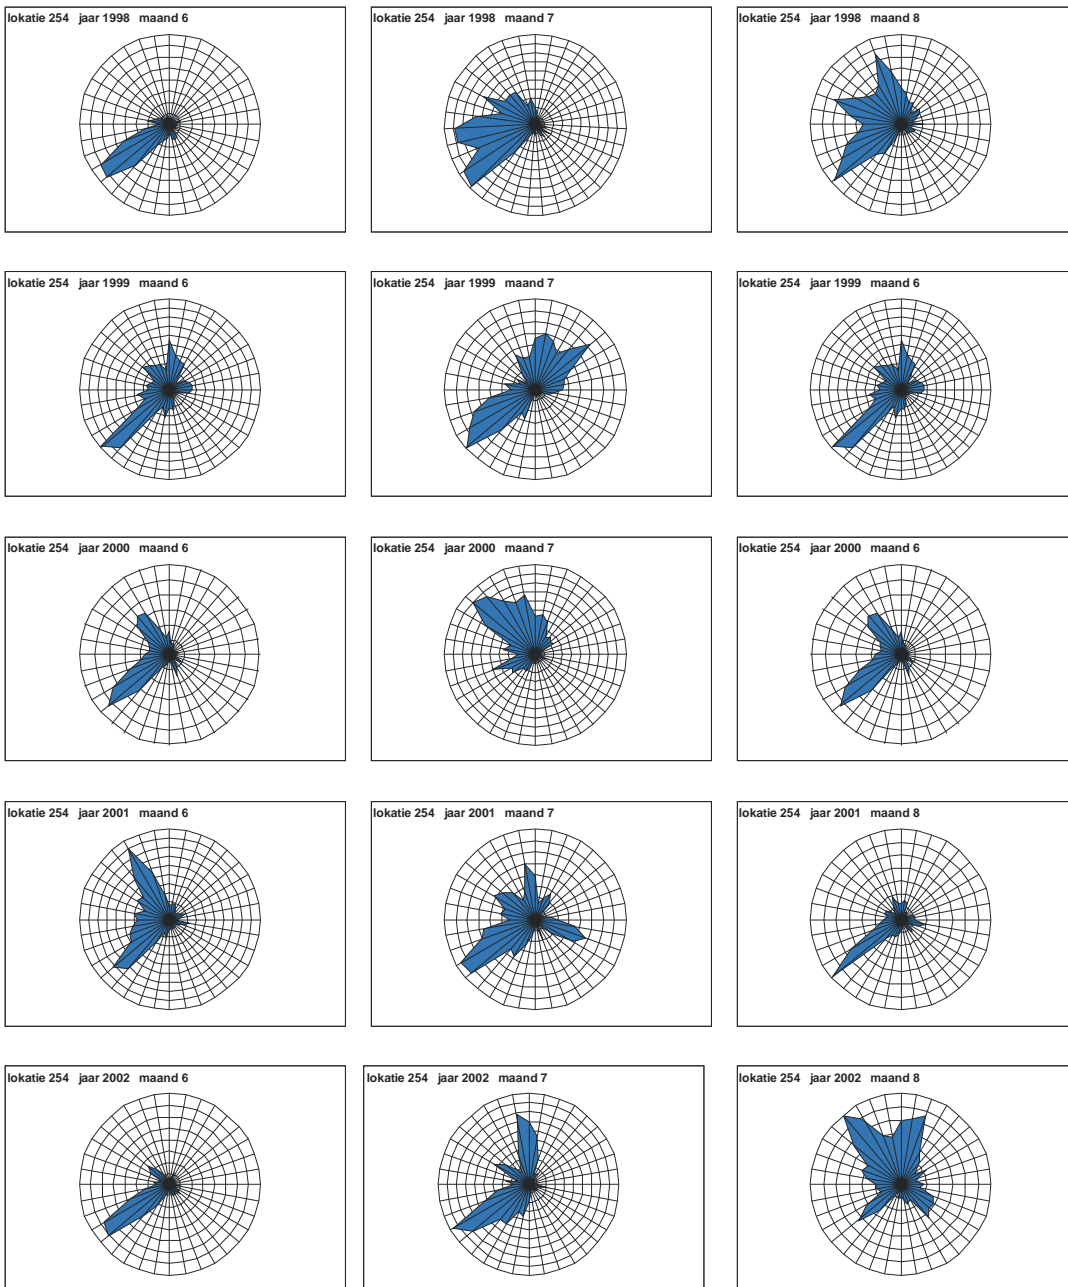 lokatie 254 jaar 1998 maand 6
lokatie 254 jaar 1998 maand 7
lokatie 254 jaar 1998 maand 8
lokatie 254 jaar 1999 maand 6
lokatie 254 jaar 1999 maand 7
lokatie 254 jaar 1999 maand 6
lokatie 254 jaar 2000 maand 6
lokatie 254 jaar 2000 maand 7
lokatie 254 jaar 2000 maand 6
lokatie 254 jaar 2001 maand 6
lokatie 254 jaar 2001 maand 7
lokatie 254 jaar 2001 maand 8
lokatie 254 jaar 2002 maand 6
lokatie 254 jaar 2002 maand 7
lokatie 254 jaar 2002 maand 8